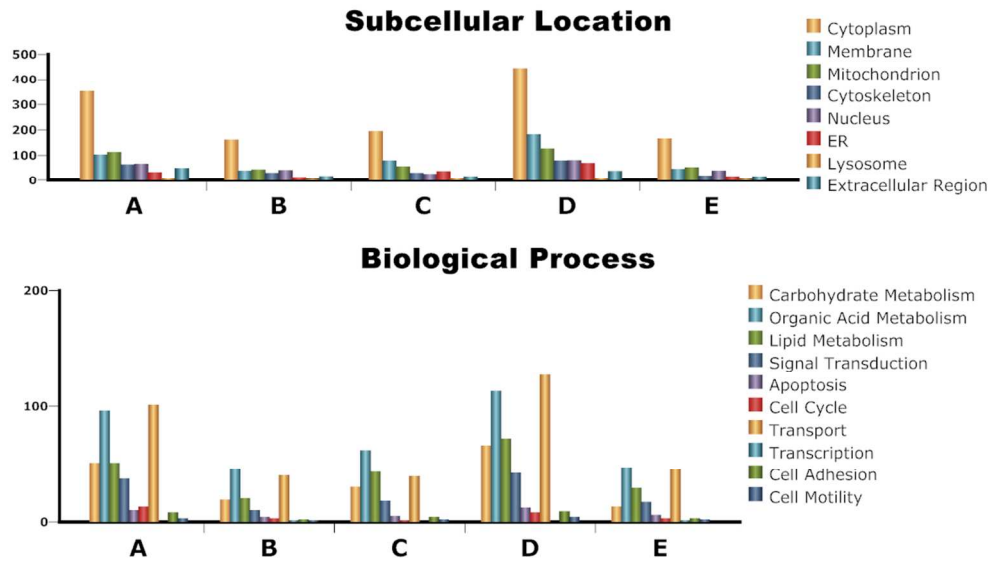 Subcellular Location
500
400
300
200
100
0
A B C D E
Cytoplasm
Membrane
Mitochondrion
Cytoskeleton
Nucleus
ER
Lysosome
Extracellular Region
Biological Process
200
100
0
A B C D E
Carbohydrate Metabolism
Organic Acid Metabolism
Lipid Metabolism
Signal Transduction
Apoptosis
Cell Cycle
Transport
Transcription
Cell Adhesion
Cell Motility